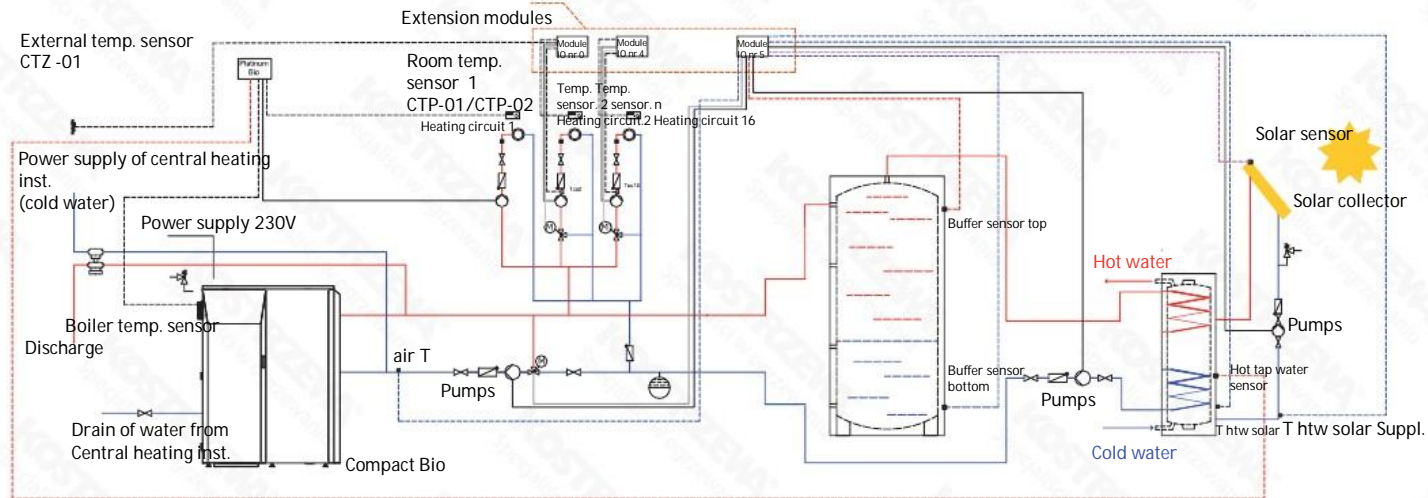 Extension modules
External temp. sensor
CTZ -01
Module
IO nr 0
Module
IO nr 4
Module
IO nr 5
Platinum
Bio
Room temp.
sensor 1
CTP-01/CTP-02
Temp. Temp.
sensor. 2 sensor. n
Heating circuit 1
Heating circuit.2 Heating circuit 16
Solar sensor
Solar collector
Power supply of central heating
inst.
(cold water)
Power supply 230V
M
M
Buffer sensor top
Hot water
Boiler temp. sensor
Discharge
air T
M
Pumps
Pumps
Buffer sensor
bottom
Pumps
Hot tap water
sensor
Drain of water from
Central heating inst.
Compact Bio
T htw solar
T htw solar Suppl.
Cold water
KOSTRZEWA